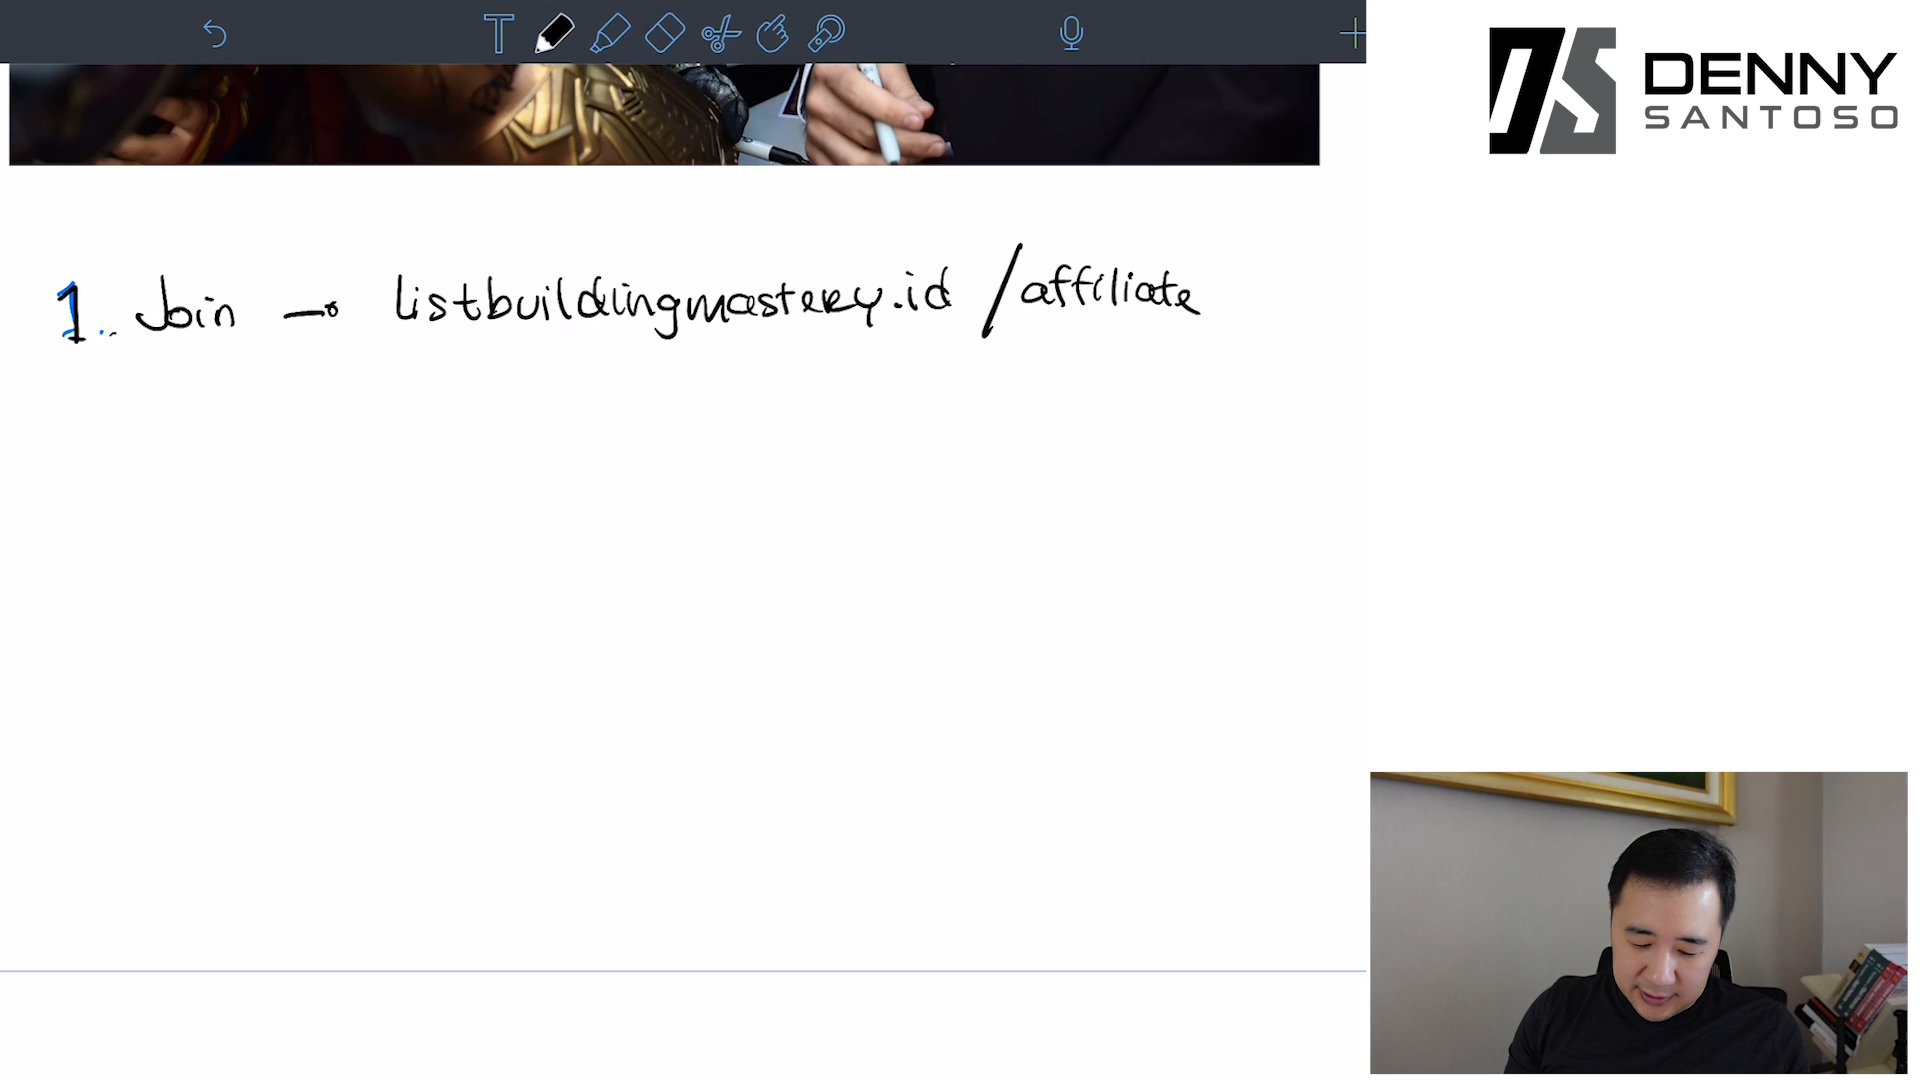 DENNY
SANTOSO
1. Join → listbuildingmastery.id /affiliate